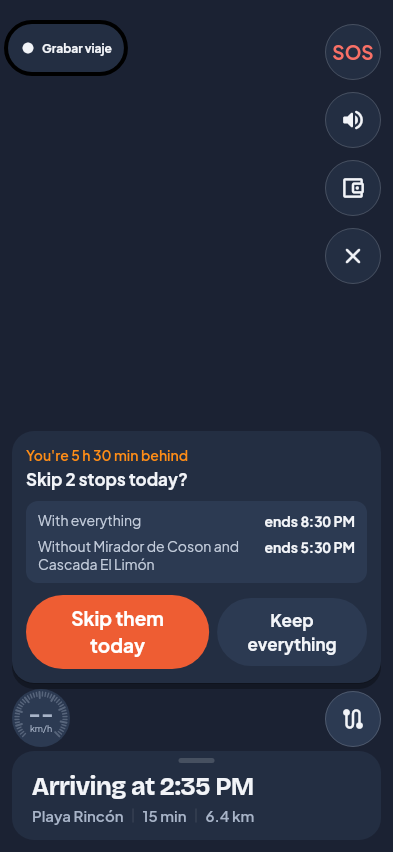 Grabar viaje
SOS
You're 5 h 30 min behind
Skip 2 stops today?
With everything
ends 8:30 PM
Without Mirador de Coson and
Cascada El Limón
ends 5:30 PM
Skip them
today
Keep
everything
-- 
km/h
Arriving at 2:35 PM
Playa Rincón | 15 min | 6.4 km